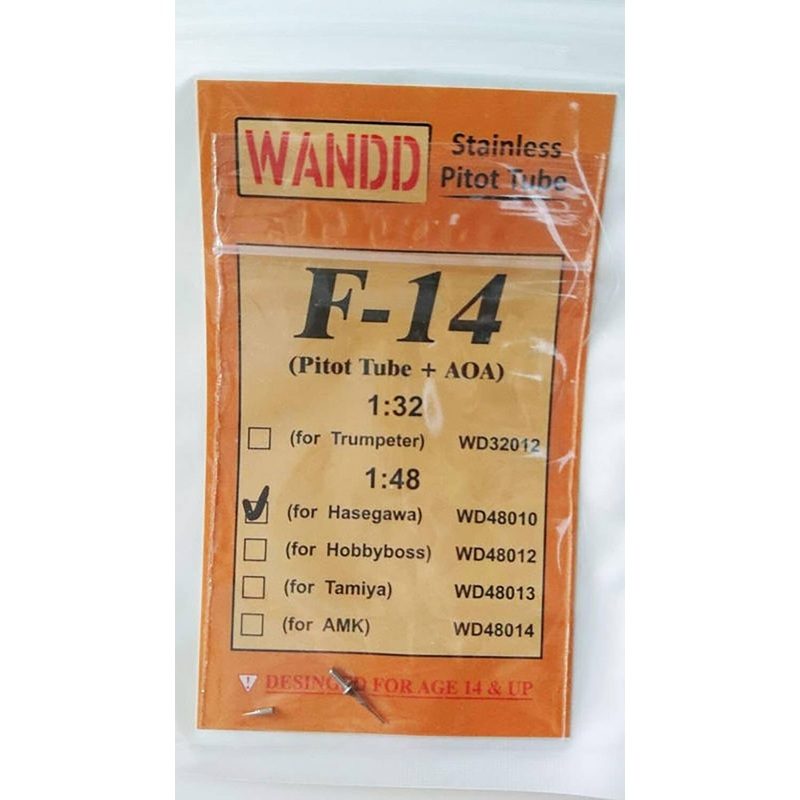 WANDD
Stainless
Pitot Tube
F-14
(Pitot Tube + AOA)
1:32
(for Trumpeter) WD32012
1:48
(for Hasegawa) WD48010
(for Hobbyboss) WD48012
(for Tamiya) WD48013
(for AMK) WD48014
FOR AGE 14 & UP